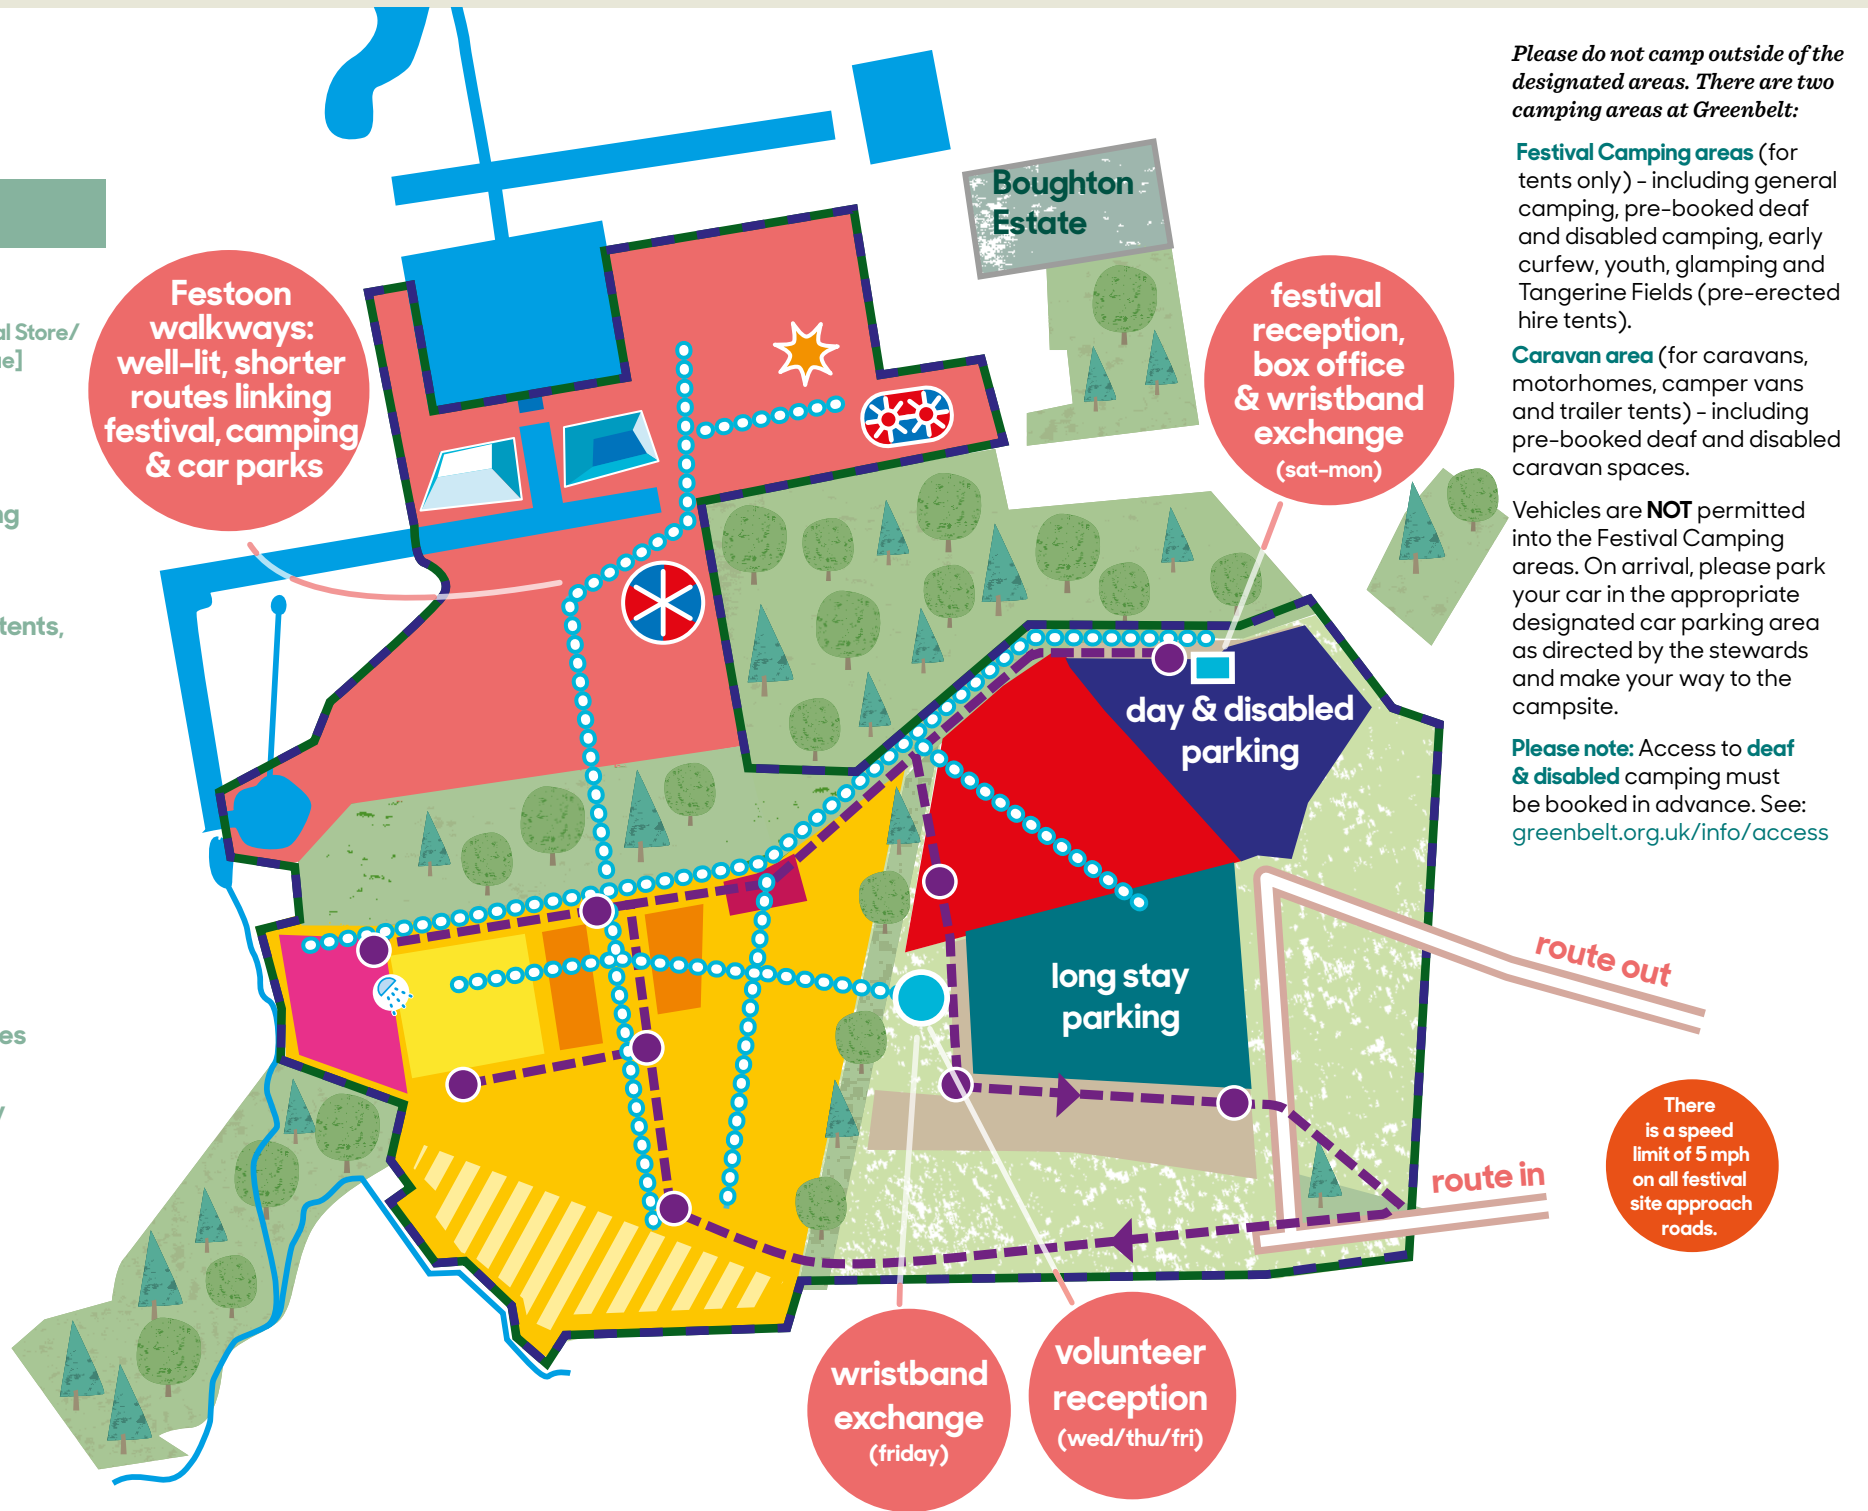 al Store/
e]
ng
tents,
es
y
Festoon
walkways:
well-lit, shorter
routes linking
festival, camping
& car parks
Boughton
Estate
festival
reception,
box office
& wristband
exchange
(sat-mon)
day & disabled
parking
long stay
parking
route out
route in
wristband
exchange
(friday)
volunteer
reception
(wed/thu/fri)
Please do not camp outside of the
designated areas. There are two
camping areas at Greenbelt:
Festival Camping areas (for
tents only) - including general
camping, pre-booked deaf
and disabled camping, early
curfew, youth, glamping and
Tangerine Fields (pre-erected
hire tents).
Caravan area (for caravans,
motorhomes, camper vans
and trailer tents) - including
pre-booked deaf and disabled
caravan spaces.
Vehicles are NOT permitted
into the Festival Camping
areas. On arrival, please park
your car in the appropriate
designated car parking area
as directed by the stewards
and make your way to the
campsite.
Please note: Access to deaf
& disabled camping must
be booked in advance. See:
greenbelt.org.uk/info/access
There
is a speed
limit of 5 mph
on all festival
site approach
roads.